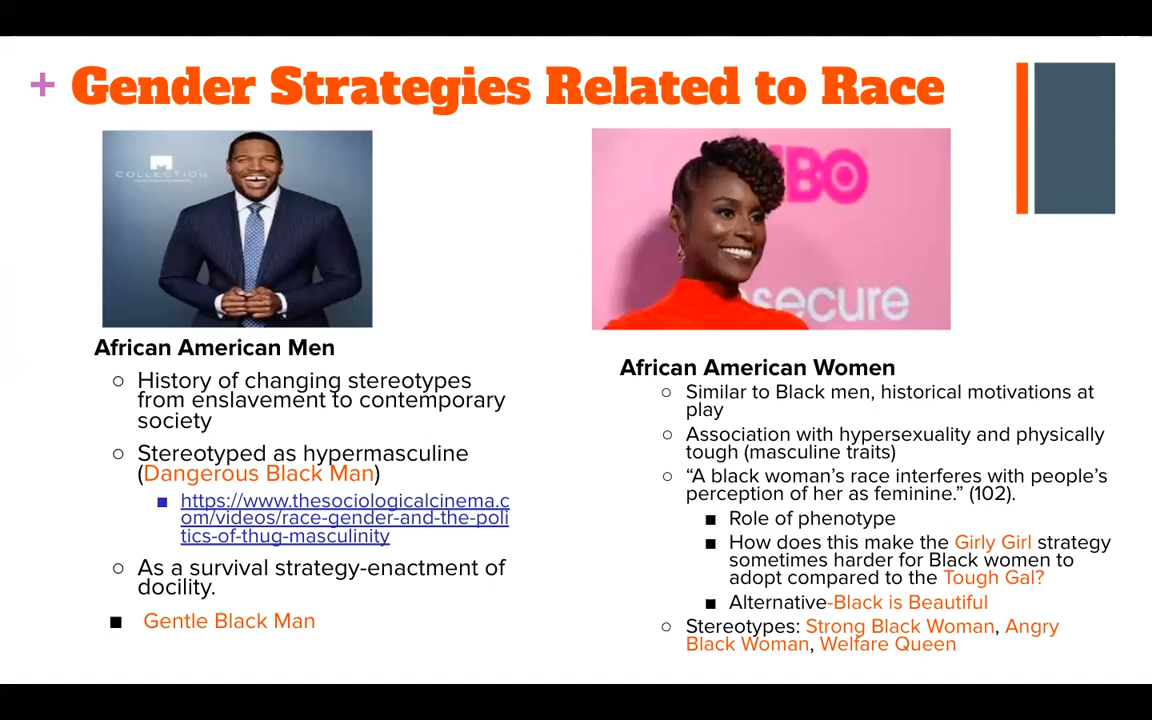 + Gender Strategies Related to Race
M
COLLECTION
HBO
secure
African American Men
○ History of changing stereotypes
from enslavement to contemporary
society
○ Stereotyped as hypermasculine
(Dangerous Black Man)
■ https://www.thesociologicalcinema.c
om/videos/race-gender-and-the-poli
tics-of-thug-masculinity
○ As a survival strategy-enactment of
docility.
■ Gentle Black Man
African American Women
○ Similar to Black men, historical motivations at
play
○ Association with hypersexuality and physically
tough (masculine traits)
○ “A black woman’s race interferes with people’s
perception of her as feminine.” (102).
■ Role of phenotype
■ How does this make the Girly Girl strategy
sometimes harder for Black women to
adopt compared to the Tough Gal?
■ Alternative-Black is Beautiful
○ Stereotypes: Strong Black Woman, Angry
Black Woman, Welfare Queen